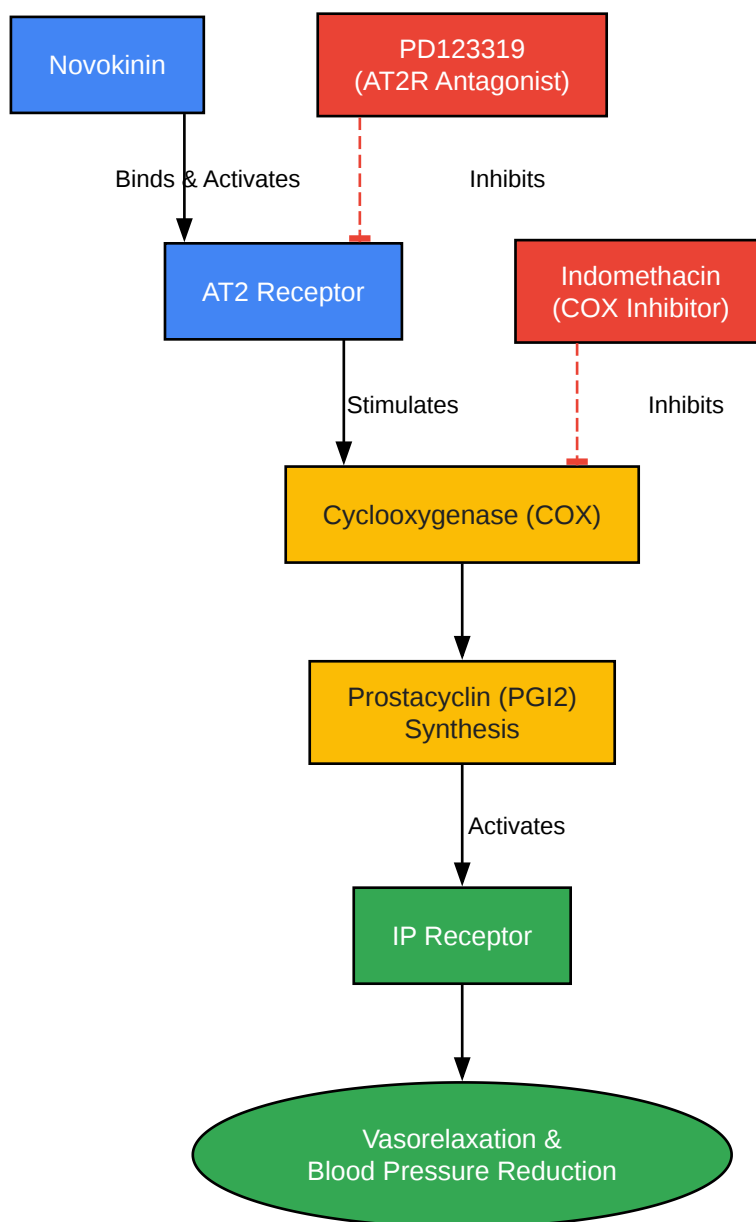 Novokinin
PD123319
(AT2R Antagonist)
Binds & Activates
Inhibits
AT2 Receptor
Indomethacin
(COX Inhibitor)
Stimulates
Inhibits
Cyclooxygenase (COX)
Prostacyclin (PGI2)
Synthesis
Activates
IP Receptor
Vasorelaxation &
Blood Pressure Reduction